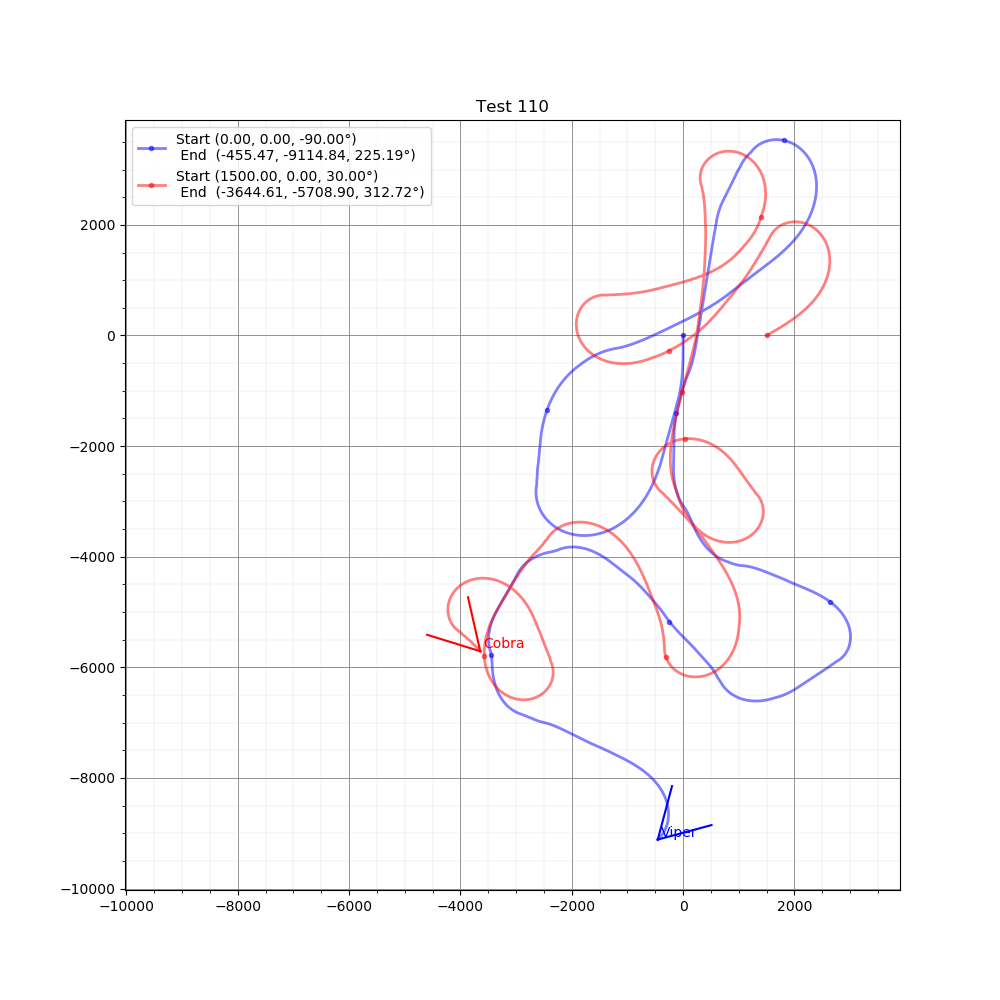 Test 110
Start (0.00, 0.00, -90.00°)
End (-455.47, -9114.84, 225.19°)
Start (1500.00, 0.00, 30.00°)
End (-3644.61, -5708.90, 312.72°)
2000
0
−2000
−4000
−6000
−8000
−10000
Cobra
Viper
−10000 −8000 −6000 −4000 −2000 0 2000